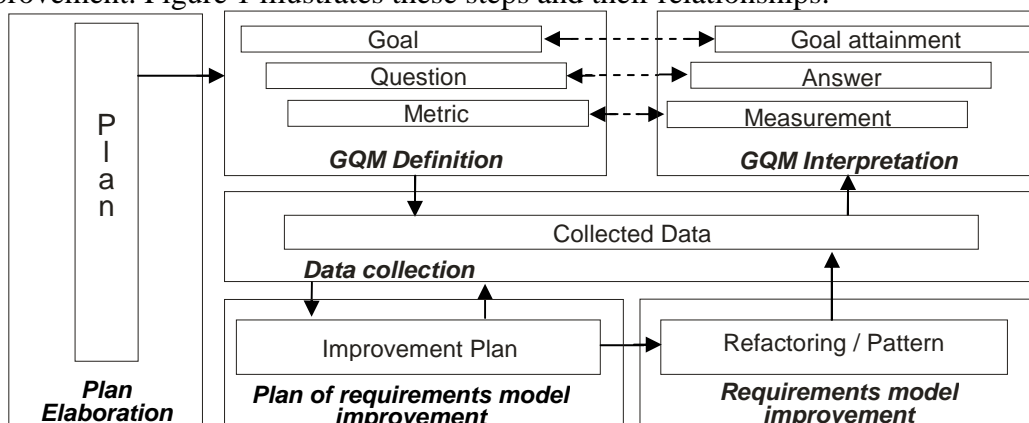 provement. Figure 1 illustrates these steps and their relationships.
Plan
Plan
Elaboration
Goal
Question
Metric
GQM Definition
Goal attainment
Answer
Measurement
GQM Interpretation
Collected Data
Data collection
Improvement Plan
Plan of requirements model
improvement
Refactoring / Pattern
Requirements model
improvement